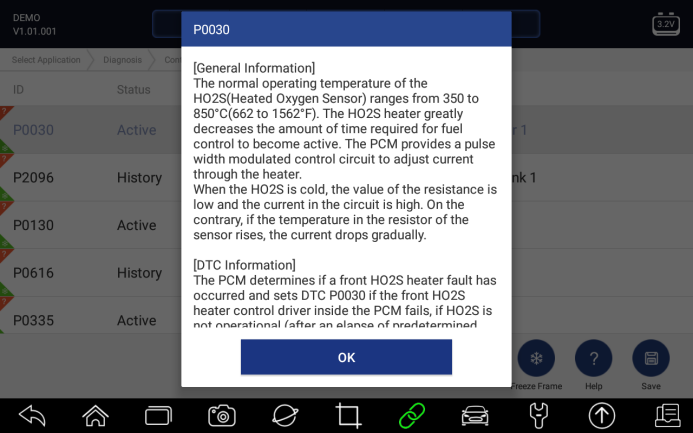 DEMO
V1.01.001
P0030
3.2V
Select Application
Diagnosis
Con
ID
Status
P0030
Active
r 1
P2096
History
nk 1
P0130
Active
P0616
History
P0335
Active
[General Information]
The normal operating temperature of the
HO2S(Heated Oxygen Sensor) ranges from 350 to
850°C(662 to 1562°F). The HO2S heater greatly
decreases the amount of time required for fuel
control to become active. The PCM provides a pulse
width modulated control circuit to adjust current
through the heater.
When the HO2S is cold, the value of the resistance is
low and the current in the circuit is high. On the
contrary, if the temperature in the resistor of the
sensor rises, the current drops gradually.
[DTC Information]
The PCM determines if a front HO2S heater fault has
occurred and sets DTC P0030 if the front HO2S
heater control driver inside the PCM fails, if HO2S is
not operational (after an elapse of predetermined
OK
Freeze Frame
Help
Save